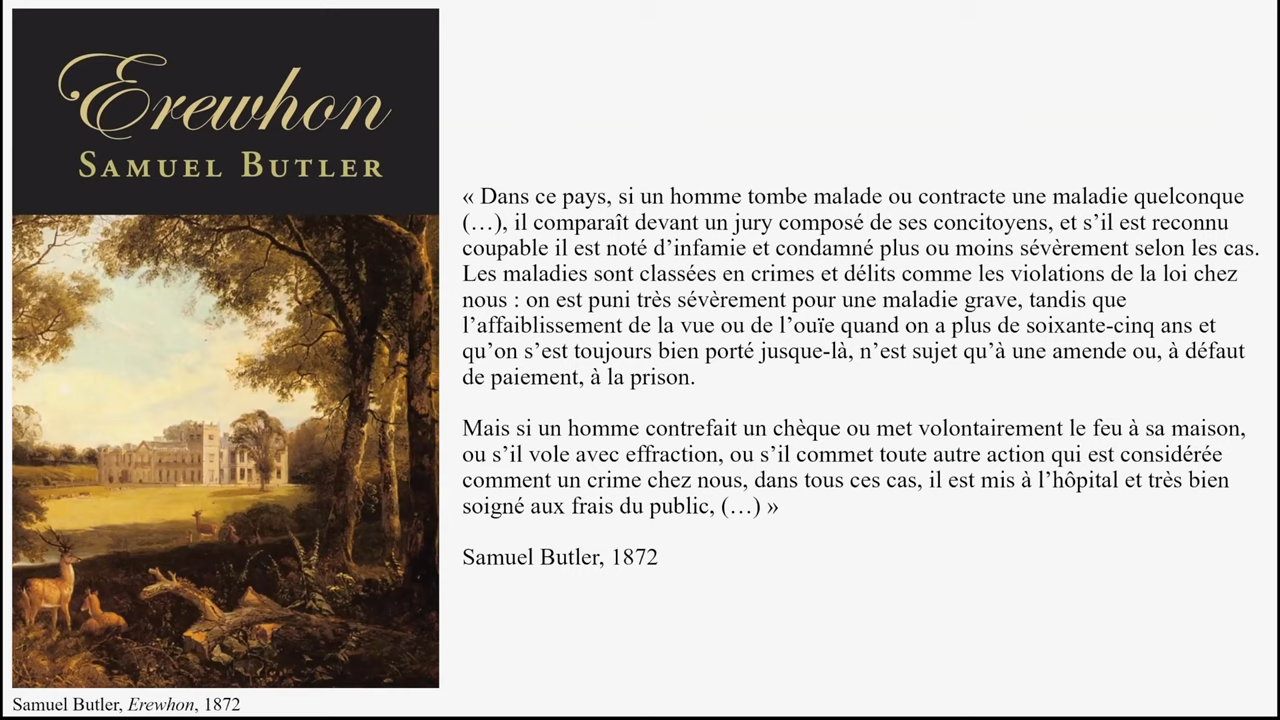 Erewhon
SAMUEL BUTLER
« Dans ce pays, si un homme tombe malade ou contracte une maladie quelconque
(…), il comparaît devant un jury composé de ses concitoyens, et s’il est reconnu
coupable il est noté d’infamie et condamné plus ou moins sévèrement selon les cas.
Les maladies sont classées en crimes et délits comme les violations de la loi chez
nous : on est puni très sévèrement pour une maladie grave, tandis que
l’affaiblissement de la vue ou de l’ouïe quand on a plus de soixante-cinq ans et
qu’on s’est toujours bien porté jusque-là, n’est sujet qu’à une amende ou, à défaut
de paiement, à la prison.
Mais si un homme contrefait un chèque ou met volontairement le feu à sa maison,
ou s’il vole avec effraction, ou s’il commet toute autre action qui est considérée
comment un crime chez nous, dans tous ces cas, il est mis à l’hôpital et très bien
soigné aux frais du public, (…) »
Samuel Butler, 1872
Samuel Butler, Erewhon, 1872